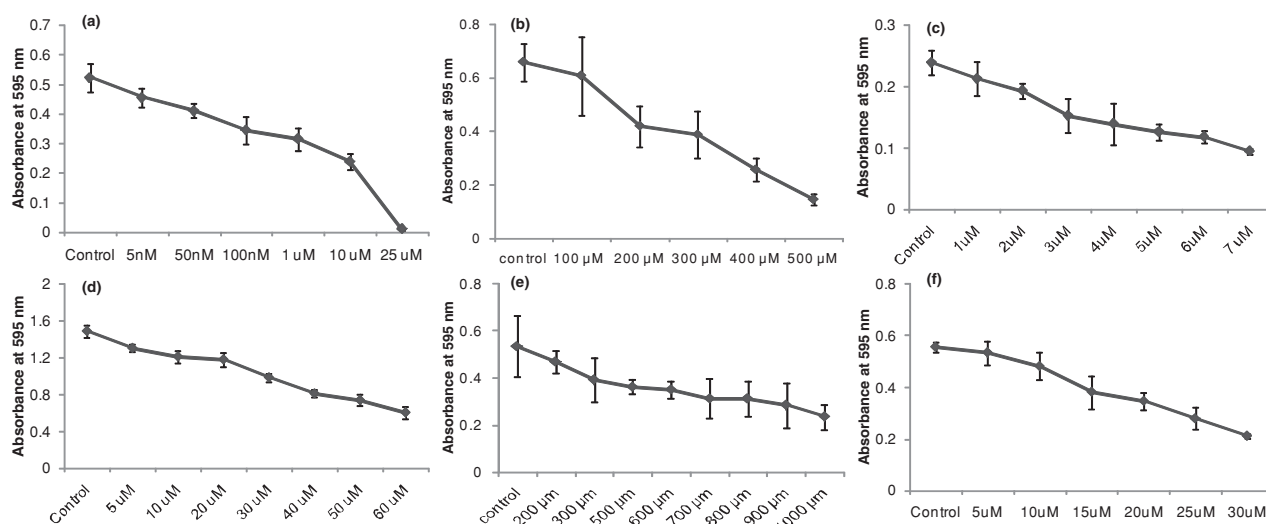 (a)
Absorbance at 595 nm
0.7
0.6
0.5
0.4
0.3
0.2
0.1
0
Control 5nM 50nM 100nM 1 uM 10 uM 25 uM
(b)
Absorbance at 595 nm
0.8
0.6
0.4
0.2
0
control 100 µM 200 µM 300 µM 400 µM 500 µM
(c)
Absorbance at 595 nm
0.3
0.2
0.1
0
Control 1uM 2uM 3uM 4uM 5uM 6uM 7 uM
(d)
Absorbance at 595 nm
2
1.6
1.2
0.8
0.4
0
Control 5 uM 10 uM 20 uM 30 uM 40 uM 50 uM 60 uM
(e)
Absorbance at 595 nm
0.8
0.6
0.4
0.2
0
control 200 µm 300 µm 500 µm 600 µm 700 µm 800 µm 900 µm 1000 µm
(f)
Absorbance at 595 nm
0.8
0.6
0.4
0.2
0
Control 5uM 10uM 15uM 20uM 25uM 30uM